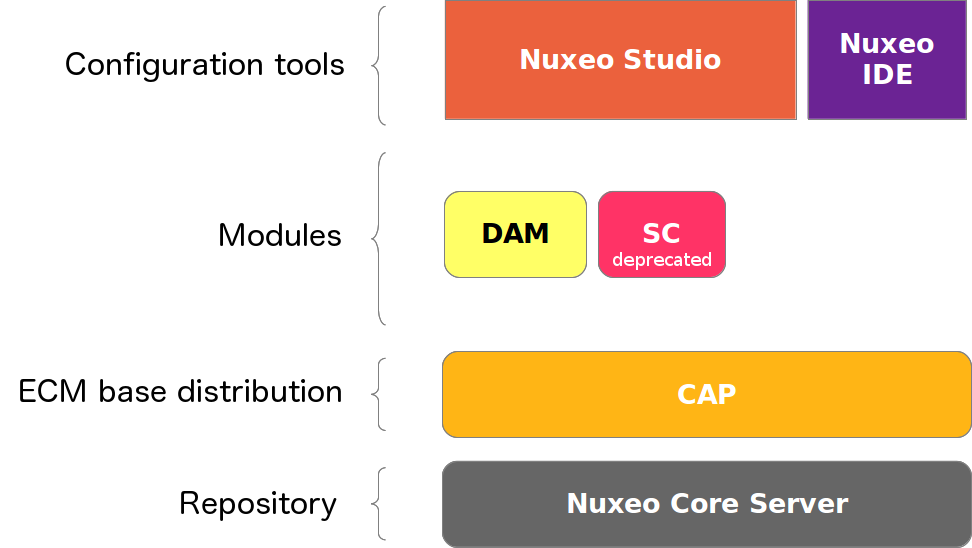 Configuration tools
Nuxeo Studio
Nuxeo
IDE
Modules
DAM
SC
deprecated
ECM base distribution
CAP
Repository
Nuxeo Core Server